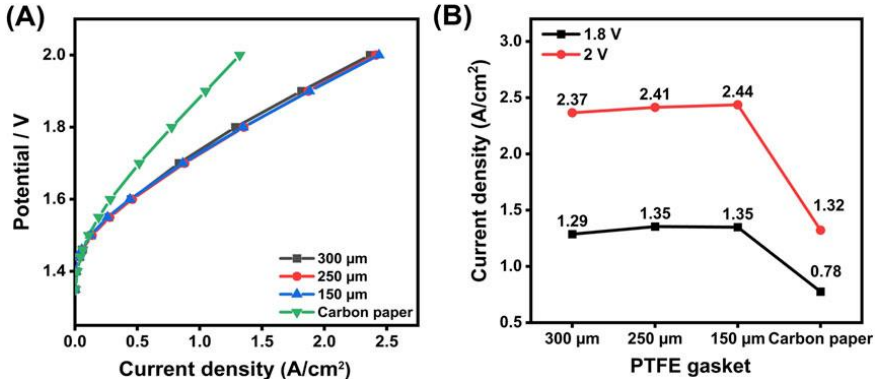 (A)
Potential / V
2.0
1.8
1.6
1.4
0.0 0.5 1.0 1.5 2.0 2.5
Current density (A/cm²)
300 µm
250 µm
150 µm
Carbon paper
(B)
Current density (A/cm²)
3.0
2.5
2.0
1.5
1.0
0.5
1.8 V
2 V
2.37 2.41 2.44 1.32
1.29 1.35 1.35 0.78
300 µm 250 µm 150 µm Carbon paper
PTFE gasket